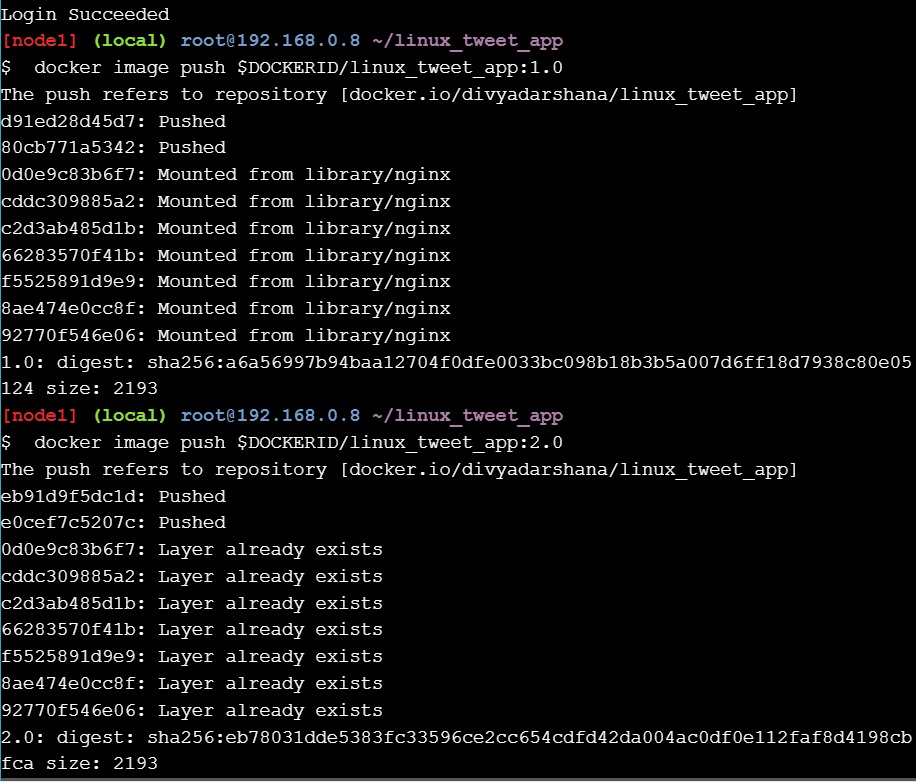 Login Succeeded
[node1] (local) root@192.168.0.8 ~/linux_tweet_app
$  docker image push $DOCKERID/linux_tweet_app:1.0
The push refers to repository [docker.io/divyadarshana/linux_tweet_app]
d91ed28d45d7: Pushed
80cb771a5342: Pushed
0d0e9c83b6f7: Mounted from library/nginx
cddc309885a2: Mounted from library/nginx
c2d3ab485d1b: Mounted from library/nginx
66283570f41b: Mounted from library/nginx
f5525891d9e9: Mounted from library/nginx
8ae474e0cc8f: Mounted from library/nginx
92770f546e06: Mounted from library/nginx
1.0: digest: sha256:a6a56997b94baa12704f0dfe0033bc098b18b3b5a007d6ff18d7938c80e05
124 size: 2193
[node1] (local) root@192.168.0.8 ~/linux_tweet_app
$  docker image push $DOCKERID/linux_tweet_app:2.0
The push refers to repository [docker.io/divyadarshana/linux_tweet_app]
eb91d9f5dc1d: Pushed
e0cef7c5207c: Pushed
0d0e9c83b6f7: Layer already exists
cddc309885a2: Layer already exists
c2d3ab485d1b: Layer already exists
66283570f41b: Layer already exists
f5525891d9e9: Layer already exists
8ae474e0cc8f: Layer already exists
92770f546e06: Layer already exists
2.0: digest: sha256:eb78031dde5383fc33596ce2cc654cdfd42da004ac0df0e112faf8d4198cb
fca size: 2193